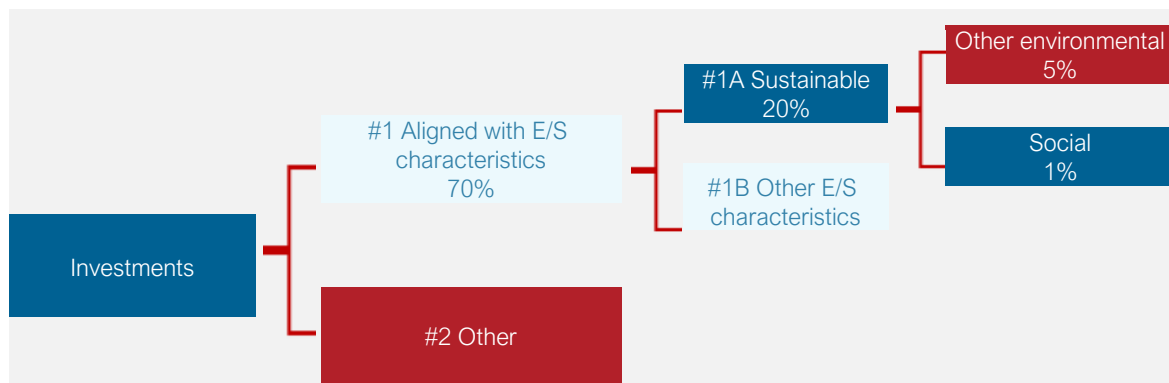 Investments
#1 Aligned with E/S
characteristics
70%
#2 Other
#1A Sustainable
20%
#1B Other E/S
characteristics
Other environmental
5%
Social
1%